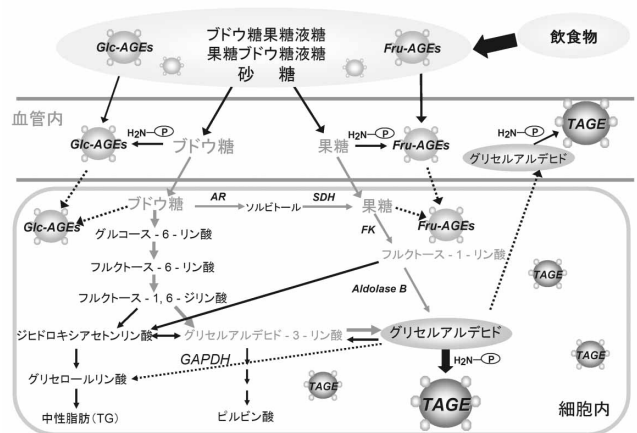 Glc-AGEs
ブドウ糖果糖液糖
果糖ブドウ糖液糖
砂 糖
Fru-AGEs
飲食物
血管内
Glc-AGEs
H₂N-P
ブドウ糖
果糖
H₂N-P
Fru-AGEs
H₂N-P
TAGE
グリセルアルデヒド
Glc-AGEs
ブドウ糖
AR
ソルビトール
SDH
果糖
Fru-AGEs
グルコース - 6 - リン酸
FK
フルクトース - 6 - リン酸
フルクトース - 1 - リン酸
TAGE
フルクトース - 1, 6 - ジリン酸
Aldolase B
ジヒドロキシアセトンリン酸
グリセルアルデヒド - 3 - リン酸
グリセルアルデヒド
GAPDH
H₂N-P
TAGE
グリセロールリン酸
TAGE
TAGE
中性脂肪(TG)
ピルビン酸
細胞内